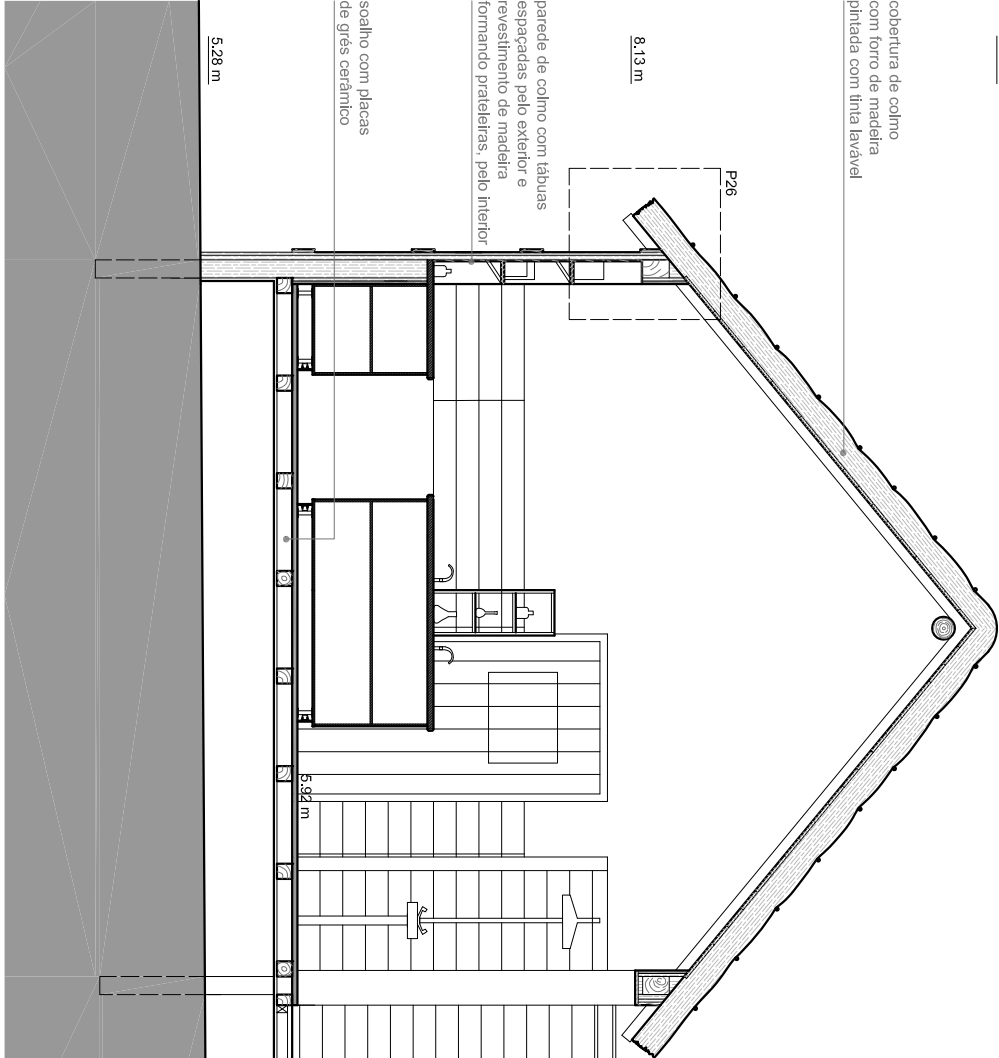 cobertura de colmo
com forro de madeira
pintada com tinta lavável
8.13 m
P26
parede de colmo com tábuas
espaçadas pelo exterior e
revestimento de madeira
formando prateleiras, pelo interior
soalho com placas
de grés cerâmico
5.28 m
5.92 m